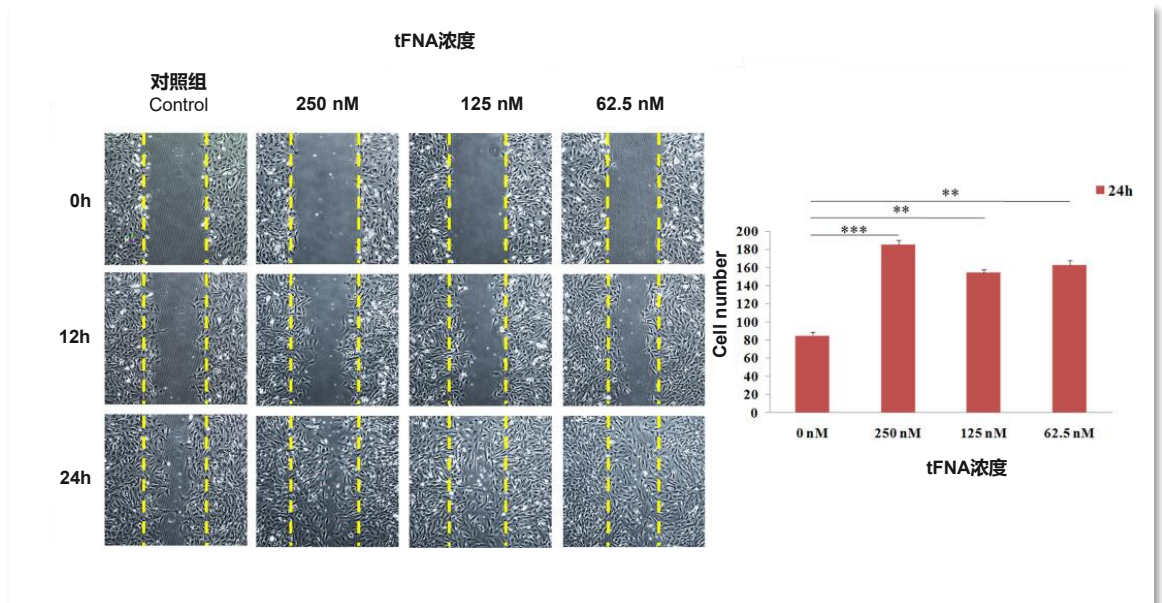 tFNA浓度
对照组
Control
250 nM
125 nM
62.5 nM
0h
12h
24h
24h
**
**
***
Cell number
200
180
160
140
120
100
80
60
40
20
0
0 nM
250 nM
125 nM
62.5 nM
tFNA浓度